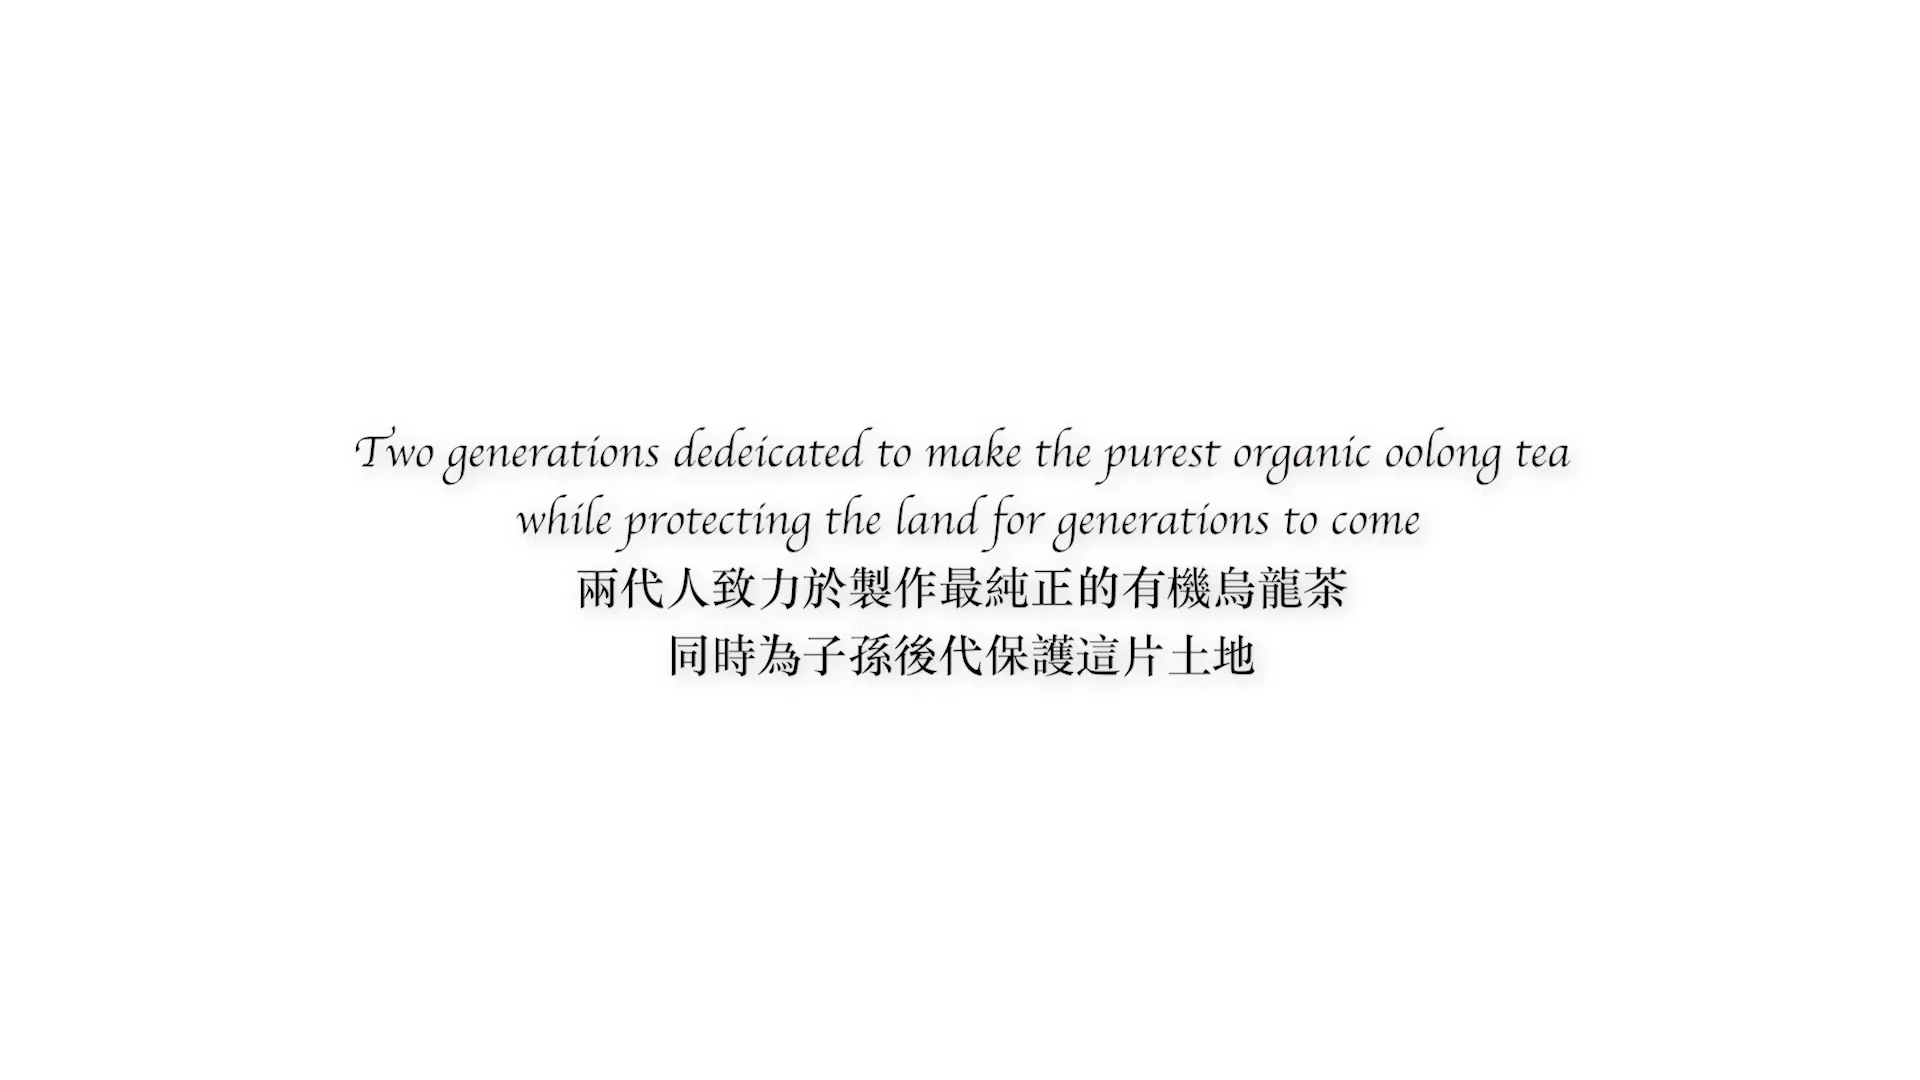 Two generations dedeicated to make the purest organic oolong tea
while protecting the land for generations to come
兩代人致力於製作最純正的有機烏龍茶
同時為子孫後代保護這片土地